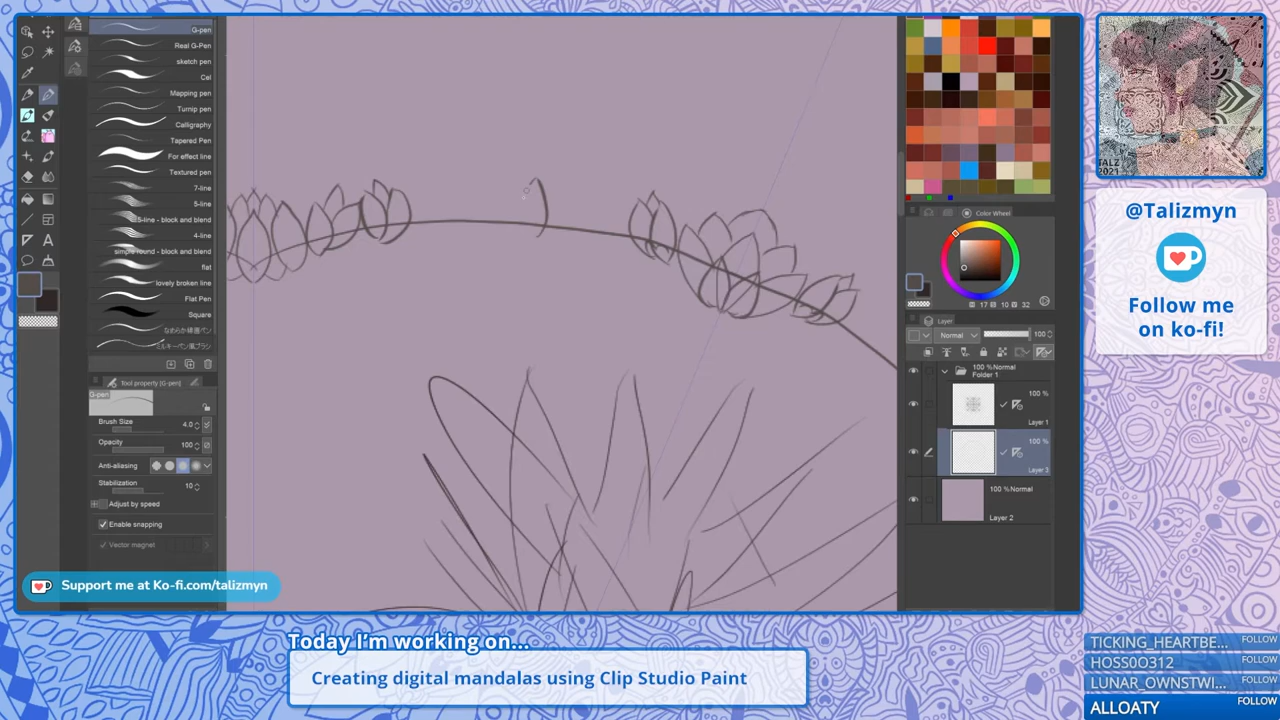 G-pen
Real G-Pen
sketch pen
Cel
Mapping pen
Turnip pen
Calligraphy
Tapered Pen
For effect line
Textured pen
7-line
5-line
5-line - block and blend
4-line
simple round - block and blend
flat
lovely broken line
Flat Pen
Square
Tool property (G-pen)
G-pen
Brush Size 4.0
Opacity 100
Anti-aliasing
Stabilization 10
Adjust by speed
Enable snapping
Vector magnet
Support me at Ko-fi.com/talizmyn
Color Wheel
H 17 S 10 V 32
Layer
Normal 100
100 %Normal
Folder 1
100 %
Layer 1
100 %
Layer 3
100 %Normal
Layer 2
TALZ
2021
@Talizmyn
Follow me
on ko-fi!
Today I'm working on...
Creating digital mandalas using Clip Studio Paint
TICKING_HEARTBE... FOLLOW
HOSS0O312 FOLLOW
LUNAR_OWNSTWI... FOLLOW
ALLOATY FOLLOW